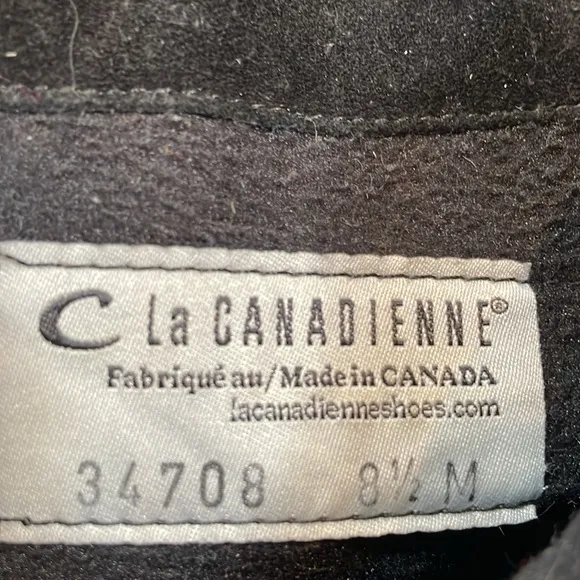 C La CANADIENNE®
Fabriqué au/Made in CANADA
lacanadienneshoes.com
34708 8½ M